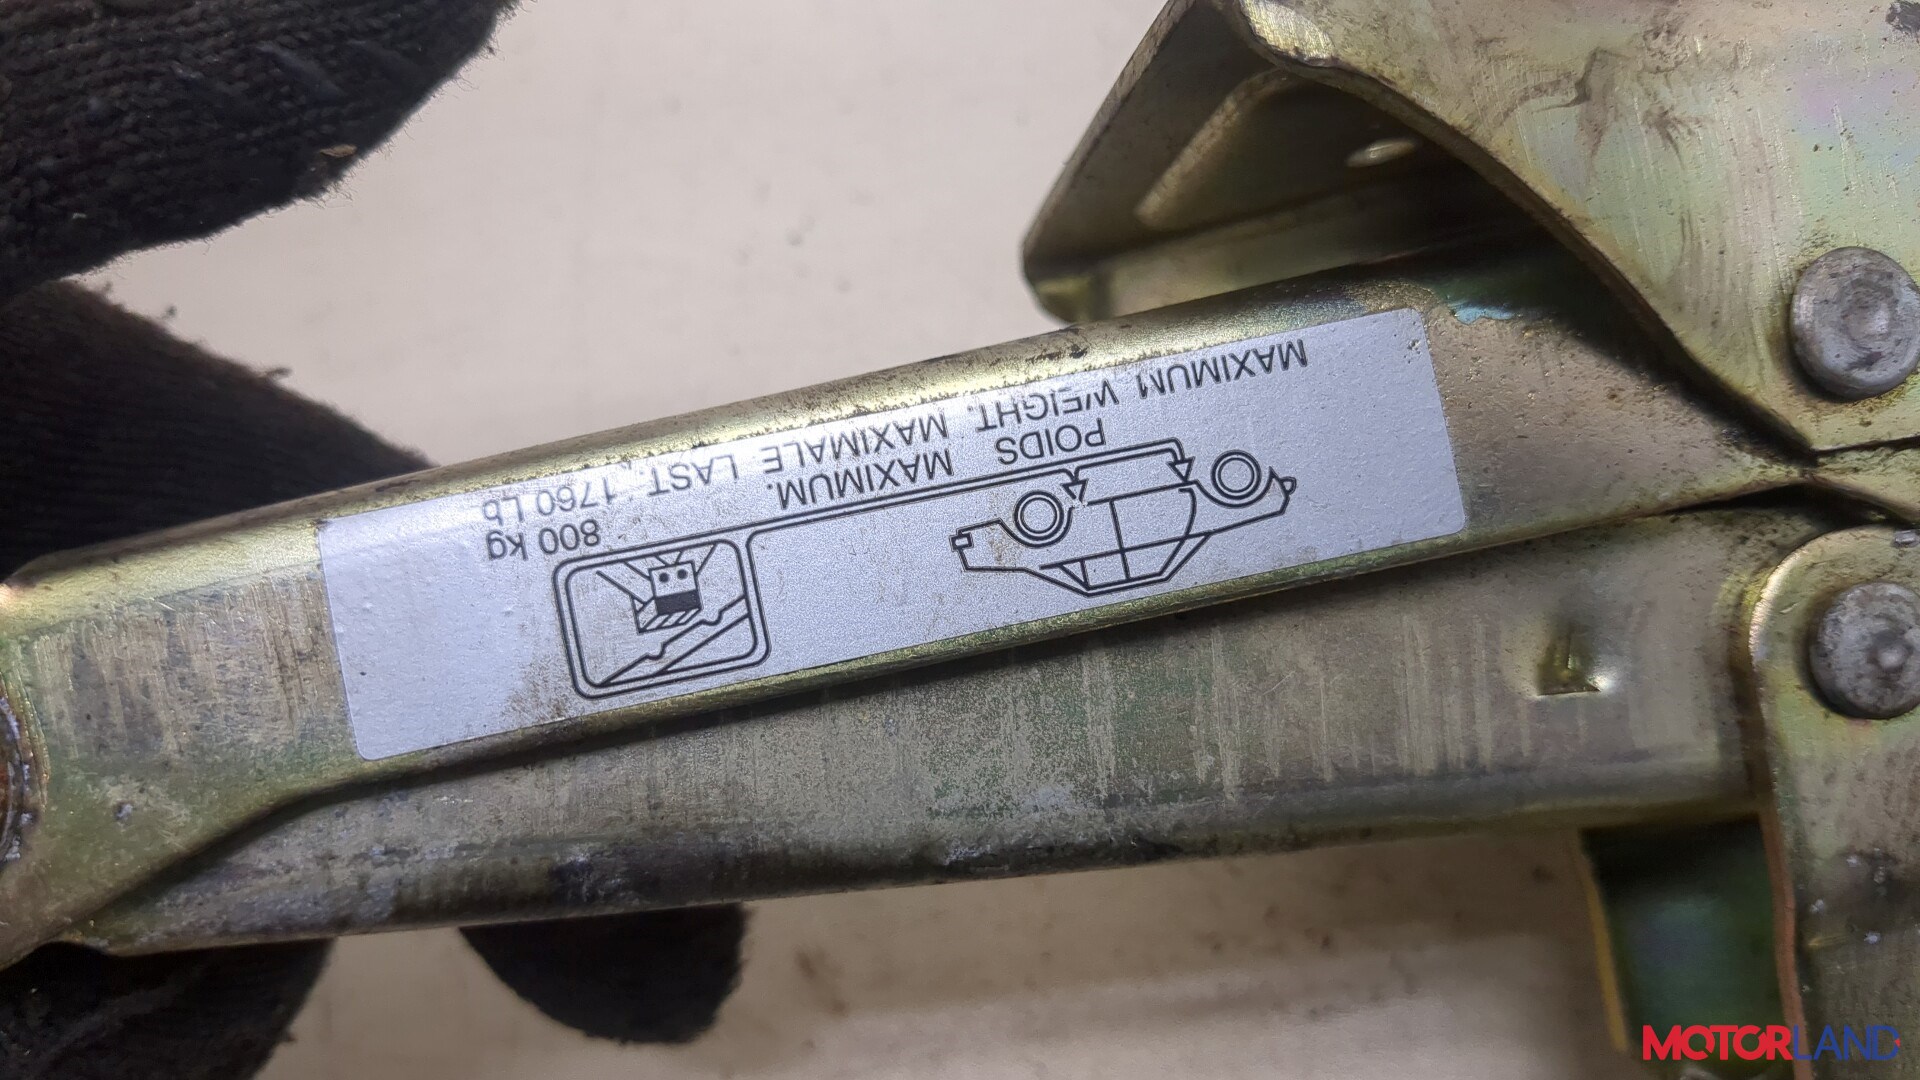 800 kg
1760 Lb
POIDS MAXIMUM.
MAXIMUM WEIGHT. MAXIMALE LAST.
MOTORLAND